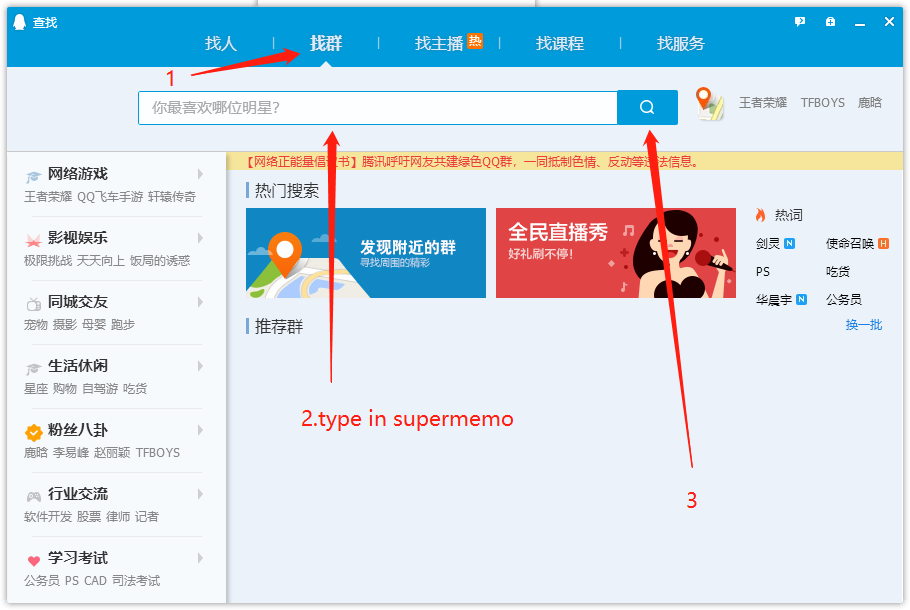 查找
找人
找群
找主播 热
找课程
找服务
1
你最喜欢哪位明星?
王者荣耀 TFBOYS 鹿晗
【网络正能量倡议书】腾讯呼吁网友共建绿色QQ群，一同抵制色情、反动等违法信息。
网络游戏
王者荣耀 QQ飞车手游 轩辕传奇
影视娱乐
极限挑战 天天向上 饭局的诱惑
同城交友
宠物 摄影 母婴 跑步
生活休闲
星座 购物 自驾游 吃货
粉丝八卦
鹿晗 李易峰 赵丽颖 TFBOYS
行业交流
软件开发 股票 律师 记者
学习考试
公务员 PS CAD 司法考试
热门搜索
发现附近的群
寻找周围的精彩
全民直播秀
好礼刷不停!
热词
剑灵 N 使命召唤 H
PS 吃货
华晨宇 N 公务员
换一批
推荐群
2.type in supermemo
3